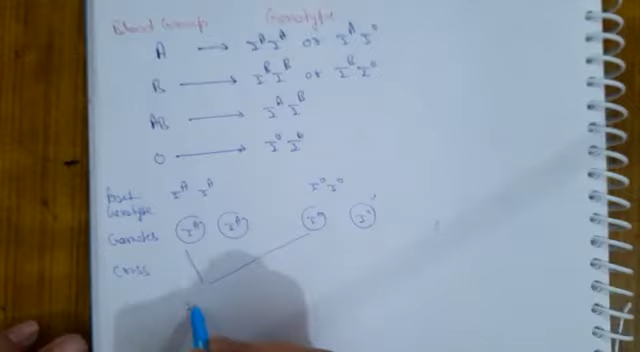 Blood Group Genotype
A → I^A I^A or I^A I^O
B → I^B I^B or I^B I^O
AB → I^A I^B
O → I^O I^O
I^A I^A I^O I^O
Genotype
Gametes I^A I^A I^O I^O
Cross